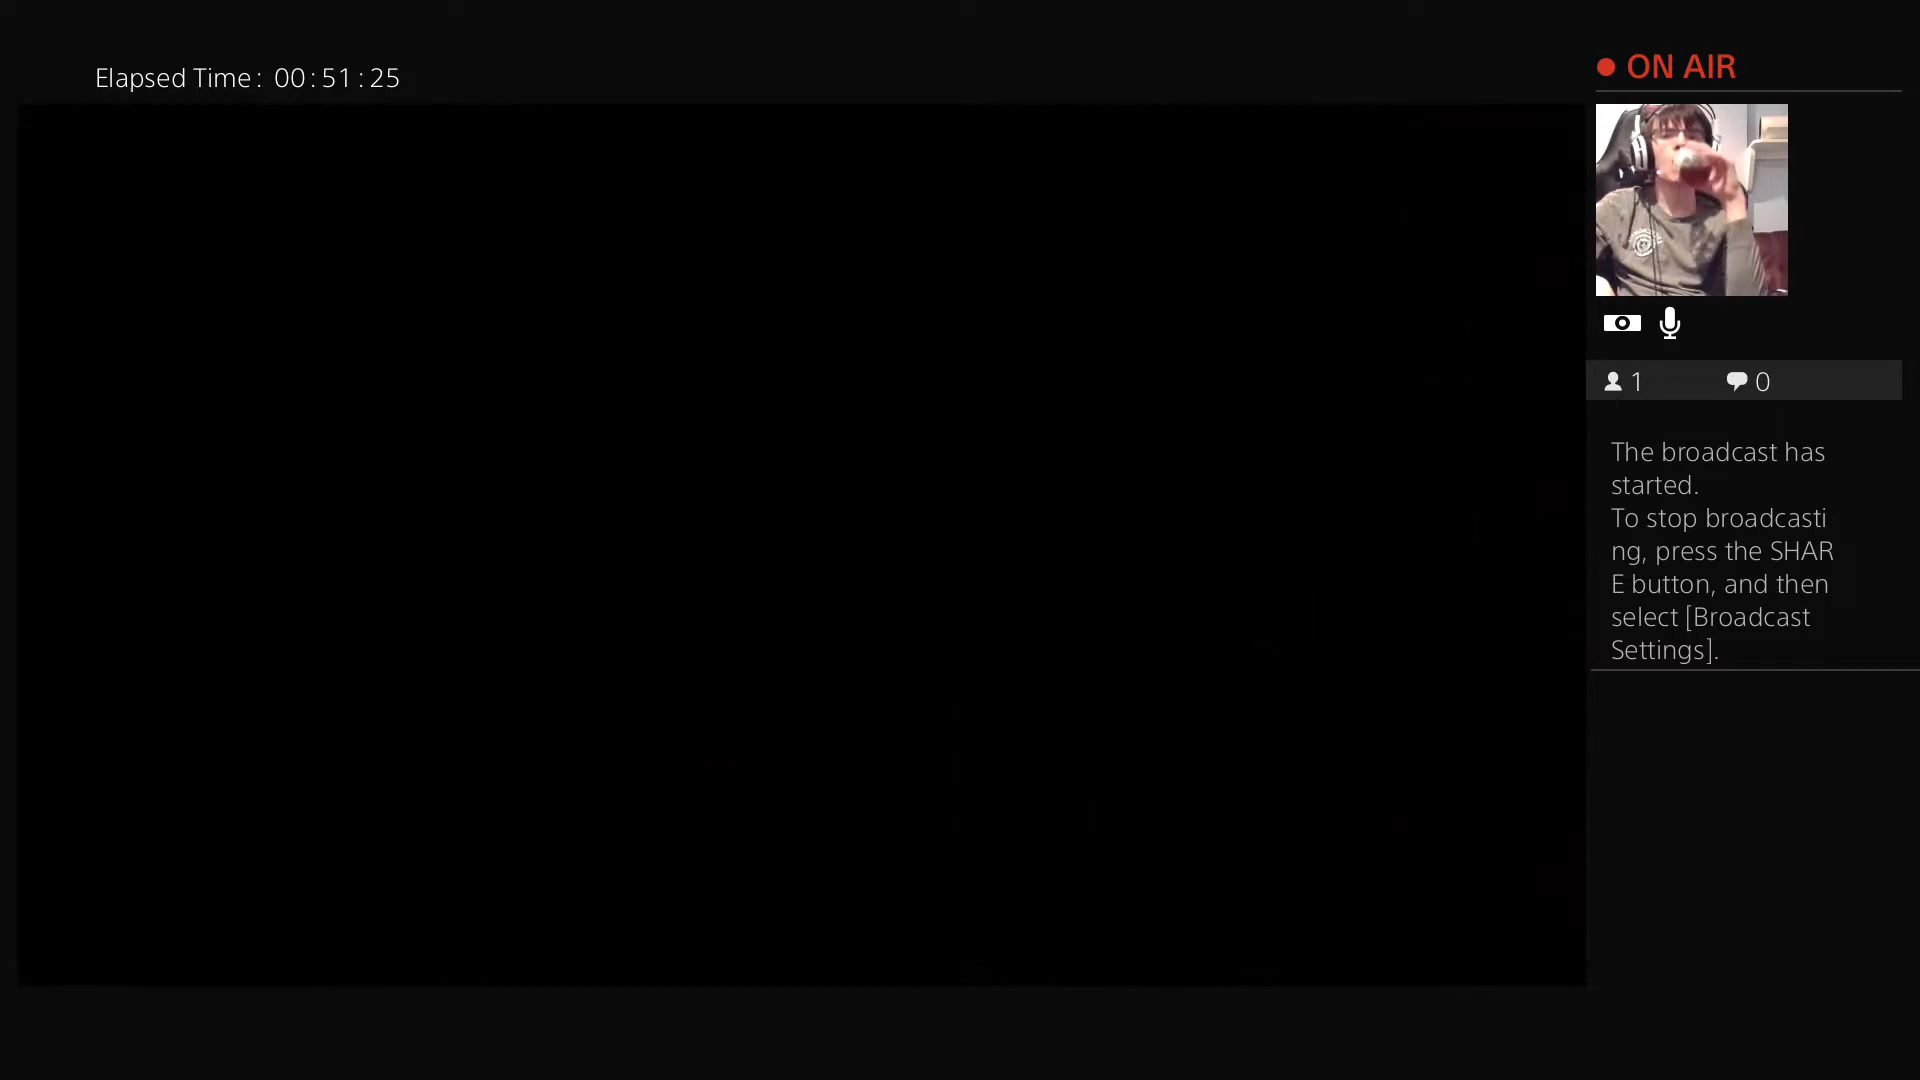 Elapsed Time: 00:51:25
ON AIR
1 0
The broadcast has
started.
To stop broadcasti
ng, press the SHAR
E button, and then
select [Broadcast
Settings].